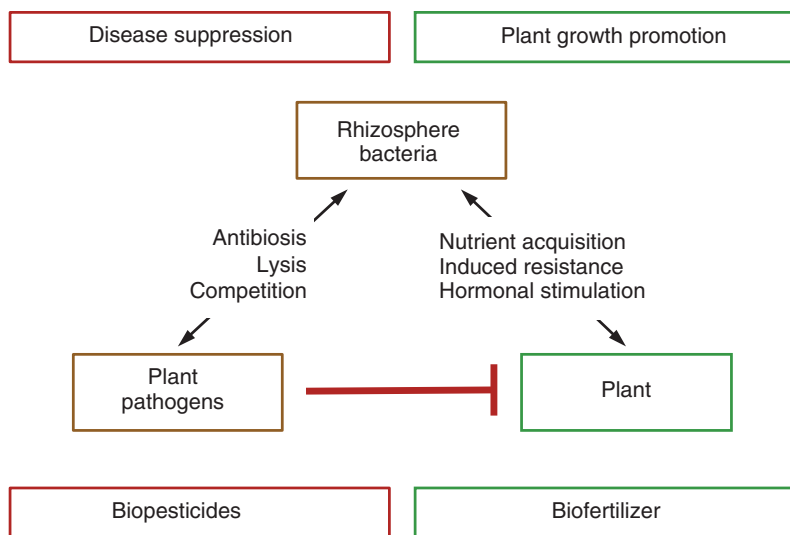 Disease suppression
Plant growth promotion
Rhizosphere
bacteria
Antibiosis
Lysis
Competition
Nutrient acquisition
Induced resistance
Hormonal stimulation
Plant
pathogens
Plant
Biopesticides
Biofertilizer